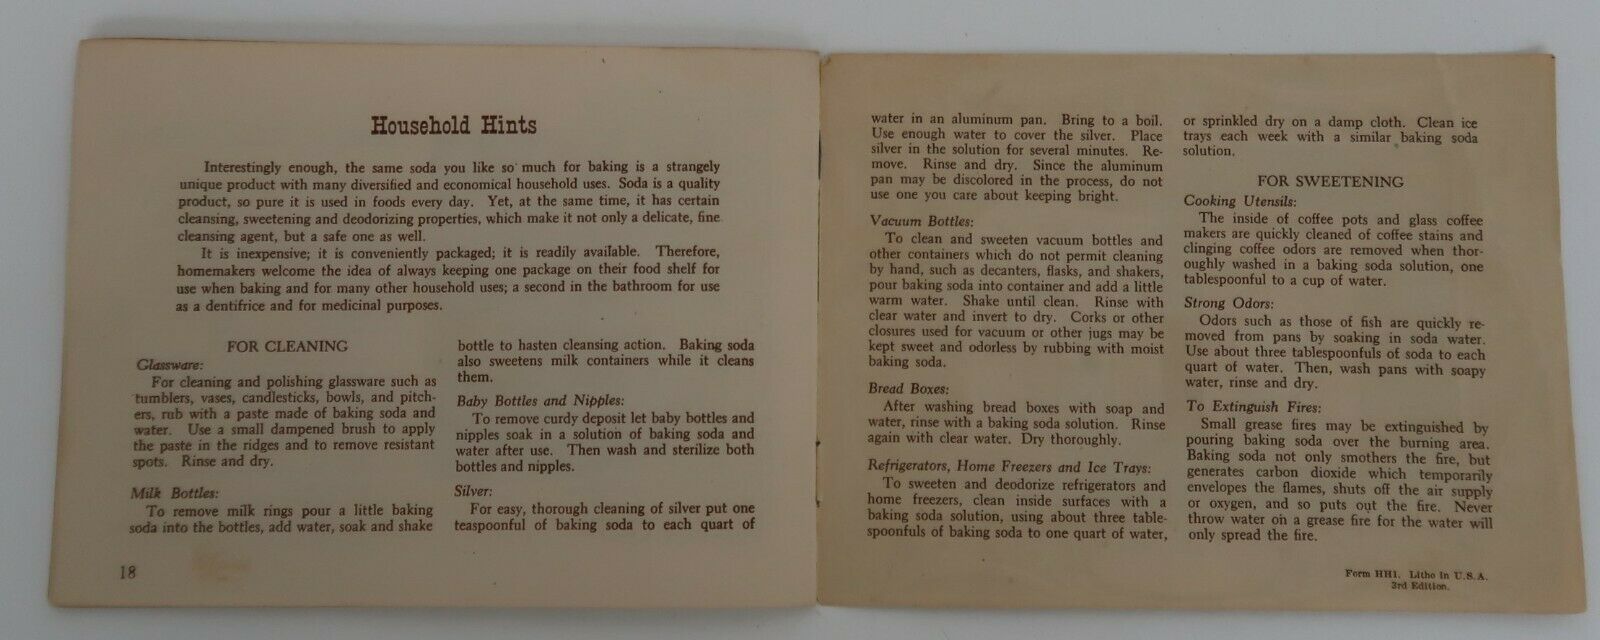 Household Hints
Interestingly enough, the same soda you like so much for baking is a strangely
unique product with many diversified and economical household uses. Soda is a quality
product, so pure it is used in foods every day. Yet, at the same time, it has certain
cleansing, sweetening and deodorizing properties, which make it not only a delicate, fine
cleansing agent, but a safe one as well.
It is inexpensive; it is conveniently packaged; it is readily available. Therefore,
homemakers welcome the idea of always keeping one package on their food shelf for
use when baking and for many other household uses; a second in the bathroom for use
as a dentifrice and for medicinal purposes.
FOR CLEANING
Glassware:
For cleaning and polishing glassware such as
tumblers, vases, candlesticks, bowls, and pitch-
ers, rub with a paste made of baking soda and
water. Use a small dampened brush to apply
the paste in the ridges and to remove resistant
spots. Rinse and dry.
Milk Bottles:
To remove milk rings pour a little baking
soda into the bottles, add water, soak and shake
bottle to hasten cleansing action. Baking soda
also sweetens milk containers while it cleans
them.
Baby Bottles and Nipples:
To remove curdy deposit let baby bottles and
nipples soak in a solution of baking soda and
water after use. Then wash and sterilize both
bottles and nipples.
Silver:
For easy, thorough cleaning of silver put one
teaspoonful of baking soda to each quart of
18
water in an aluminum pan. Bring to a boil.
Use enough water to cover the silver. Place
silver in the solution for several minutes. Re-
move. Rinse and dry. Since the aluminum
pan may be discolored in the process, do not
use one you care about keeping bright.
Vacuum Bottles:
To clean and sweeten vacuum bottles and
other containers which do not permit cleaning
by hand, such as decanters, flasks, and shakers,
pour baking soda into container and add a little
warm water. Shake until clean. Rinse with
clear water and invert to dry. Corks or other
closures used for vacuum or other jugs may be
kept sweet and odorless by rubbing with moist
baking soda.
Bread Boxes:
After washing bread boxes with soap and
water, rinse with a baking soda solution. Rinse
again with clear water. Dry thoroughly.
Refrigerators, Home Freezers and Ice Trays:
To sweeten and deodorize refrigerators and
home freezers, clean inside surfaces with a
baking soda solution, using about three table-
spoonfuls of baking soda to one quart of water,
or sprinkled dry on a damp cloth. Clean ice
trays each week with a similar baking soda
solution.
FOR SWEETENING
Cooking Utensils:
The inside of coffee pots and glass coffee
makers are quickly cleaned of coffee stains and
clinging coffee odors are removed when thor-
oughly washed in a baking soda solution, one
tablespoonful to a cup of water.
Strong Odors:
Odors such as those of fish are quickly re-
moved from pans by soaking in soda water.
Use about three tablespoonfuls of soda to each
quart of water. Then, wash pans with soapy
water, rinse and dry.
To Extinguish Fires:
Small grease fires may be extinguished by
pouring baking soda over the burning area.
Baking soda not only smothers the fire, but
generates carbon dioxide which temporarily
envelopes the flames, shuts off the air supply
or oxygen, and so puts out the fire. Never
throw water on a grease fire for the water will
only spread the fire.
Form HH1. Litho in U.S.A.
3rd Edition.